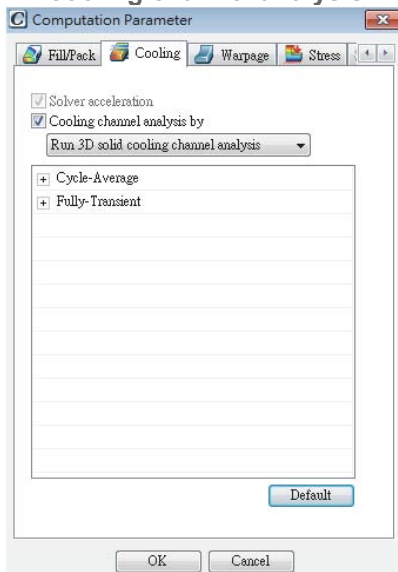 Computation Parameter
Fill/Pack Cooling Warpage Stress
Solver acceleration
Cooling channel analysis by
Run 3D solid cooling channel analysis
Cycle-Average
Fully-Transient
Default
OK Cancel